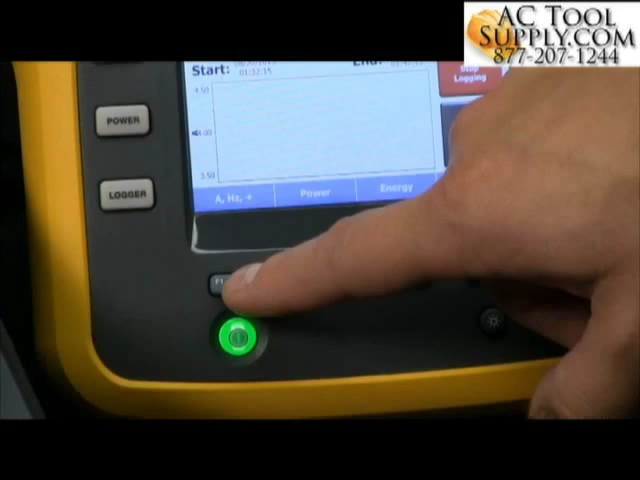 AC TOOL
SUPPLY.COM
877-207-1244
Start:
01:32:15
End:
Stop
Logging
4.50
POWER
4.00
LOGGER
3.50
A, Hz, +
Power
Energy
F1